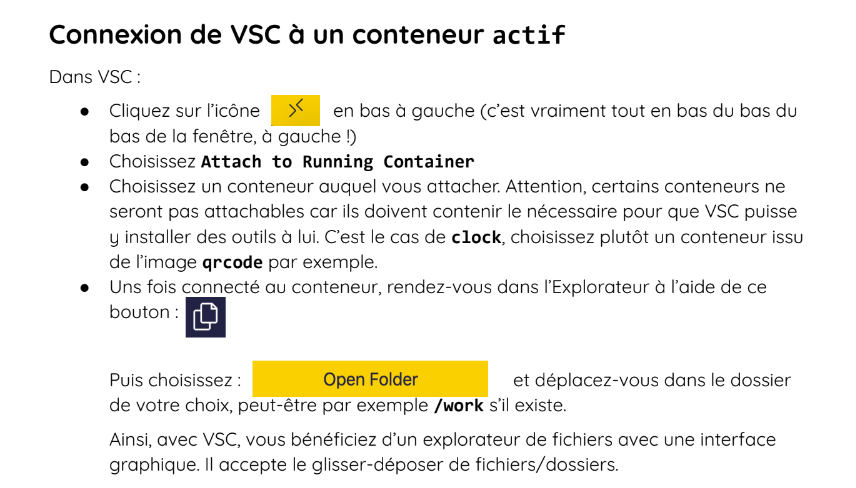 Connexion de VSC à un conteneur actif
Dans VSC :
● Cliquez sur l'icône en bas à gauche (c'est vraiment tout en bas du bas du
bas de la fenêtre, à gauche !)
● Choisissez Attach to Running Container
● Choisissez un conteneur auquel vous attacher. Attention, certains conteneurs ne
seront pas attachables car ils doivent contenir le nécessaire pour que VSC puisse
y installer des outils à lui. C'est le cas de clock, choisissez plutôt un conteneur issu
de l'image qrcode par exemple.
● Uns fois connecté au conteneur, rendez-vous dans l'Explorateur à l'aide de ce
bouton :
Puis choisissez : Open Folder et déplacez-vous dans le dossier
de votre choix, peut-être par exemple /work s'il existe.
Ainsi, avec VSC, vous bénéficiez d'un explorateur de fichiers avec une interface
graphique. Il accepte le glisser-déposer de fichiers/dossiers.